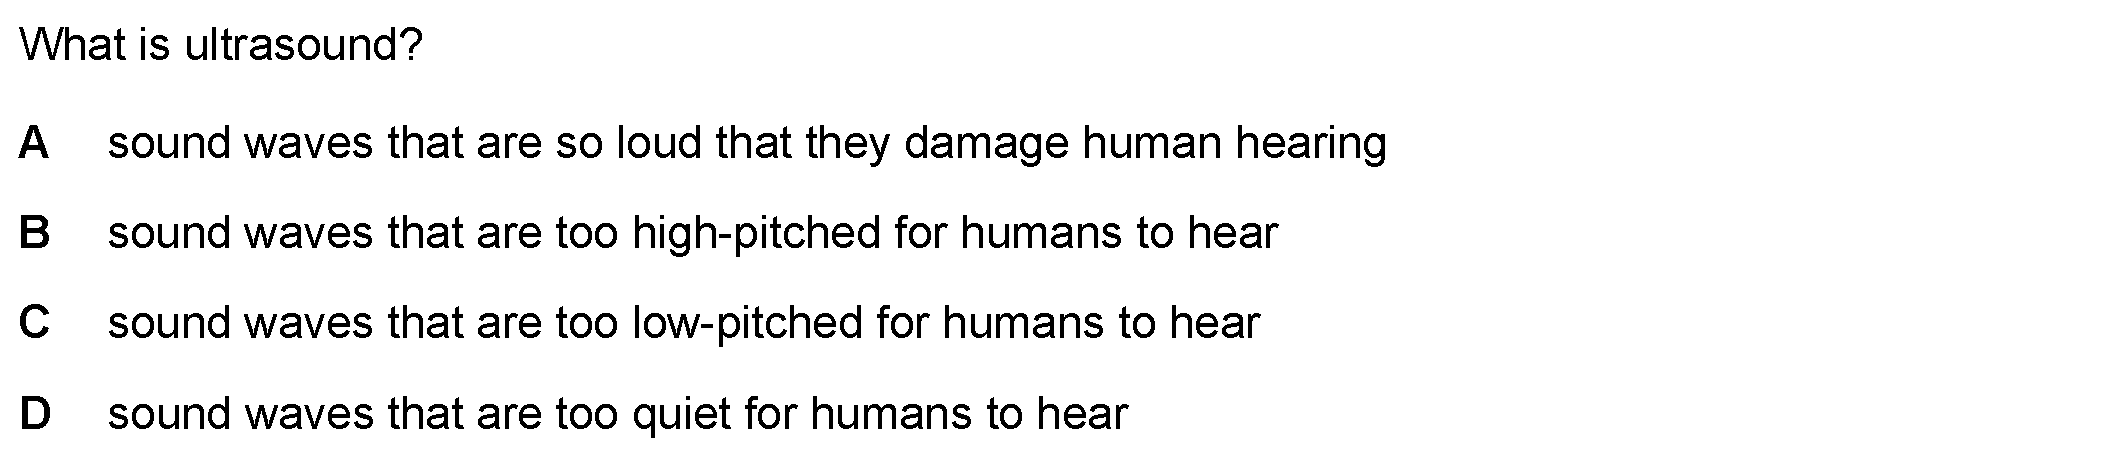 What is ultrasound?
A sound waves that are so loud that they damage human hearing
B sound waves that are too high-pitched for humans to hear
C sound waves that are too low-pitched for humans to hear
D sound waves that are too quiet for humans to hear